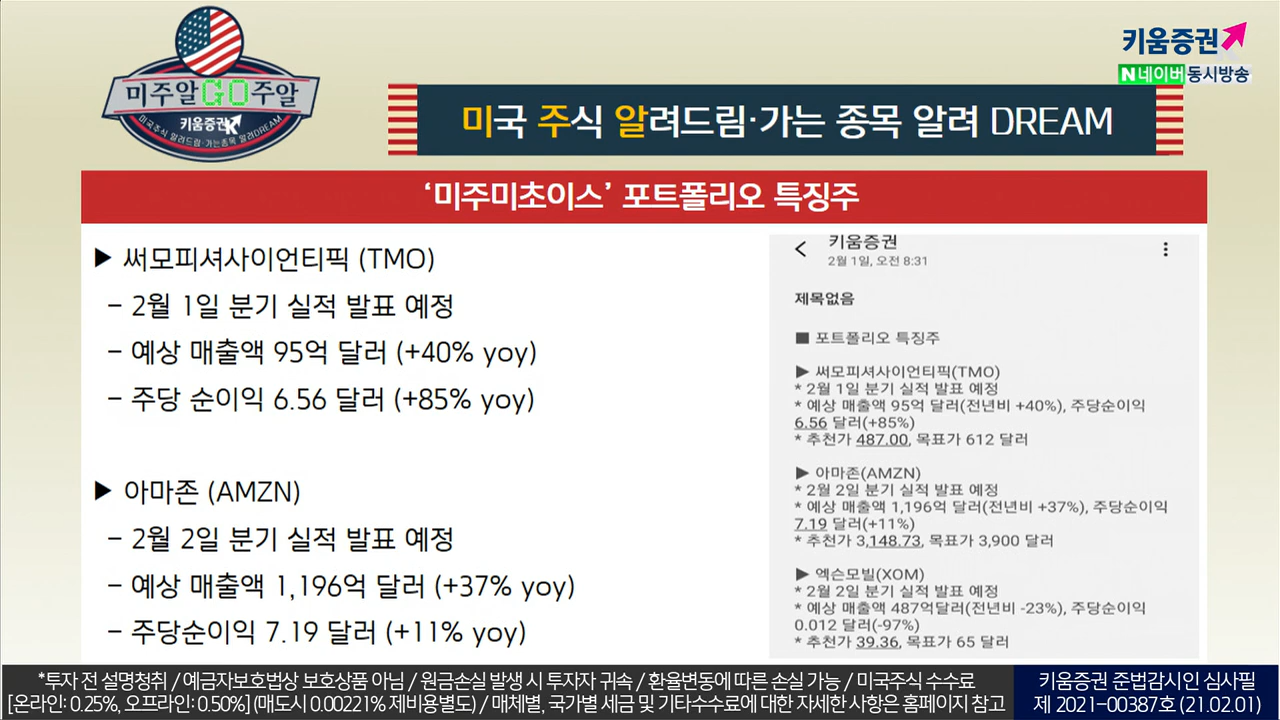 미주알GO주알
키움증권
미국주식 알려드림·가는종목 알려DREAM
키움증권
N 네이버 동시방송
미국 주식 알려드림·가는 종목 알려 DREAM
‘미주미초이스’ 포트폴리오 특징주
▶ 써모피셔사이언티픽 (TMO)
– 2월 1일 분기 실적 발표 예정
– 예상 매출액 95억 달러 (+40% yoy)
– 주당 순이익 6.56 달러 (+85% yoy)
▶ 아마존 (AMZN)
– 2월 2일 분기 실적 발표 예정
– 예상 매출액 1,196억 달러 (+37% yoy)
– 주당순이익 7.19 달러 (+11% yoy)
키움증권
2월 1일, 오전 8:31
제목없음
■ 포트폴리오 특징주
▶ 써모피셔사이언티픽(TMO)
* 2월 1일 분기 실적 발표 예정
* 예상 매출액 95억 달러(전년비 +40%), 주당순이익
6.56 달러(+85%)
* 추천가 487.00, 목표가 612 달러
▶ 아마존(AMZN)
* 2월 2일 분기 실적 발표 예정
* 예상 매출액 1,196억 달러(전년비 +37%), 주당순이익
7.19 달러(+11%)
* 추천가 3,148.73, 목표가 3,900 달러
▶ 엑슨모빌(XOM)
* 2월 2일 분기 실적 발표 예정
* 예상 매출액 487억달러(전년비 -23%), 주당순이익
0.012 달러(-97%)
* 추천가 39.36, 목표가 65 달러
*투자 전 설명청취 / 예금자보호법상 보호상품 아님 / 원금손실 발생 시 투자자 귀속 / 환율변동에 따른 손실 가능 / 미국주식 수수료
[온라인: 0.25%, 오프라인: 0.50%] (매도시 0.00221% 제비용별도) / 매체별, 국가별 세금 및 기타수수료에 대한 자세한 사항은 홈페이지 참고
키움증권 준법감시인 심사필
제 2021-00387호 (21.02.01)